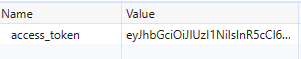 Name Value
access_token eyJhbGciOiJIUzI1NiIsInR5cCI6...